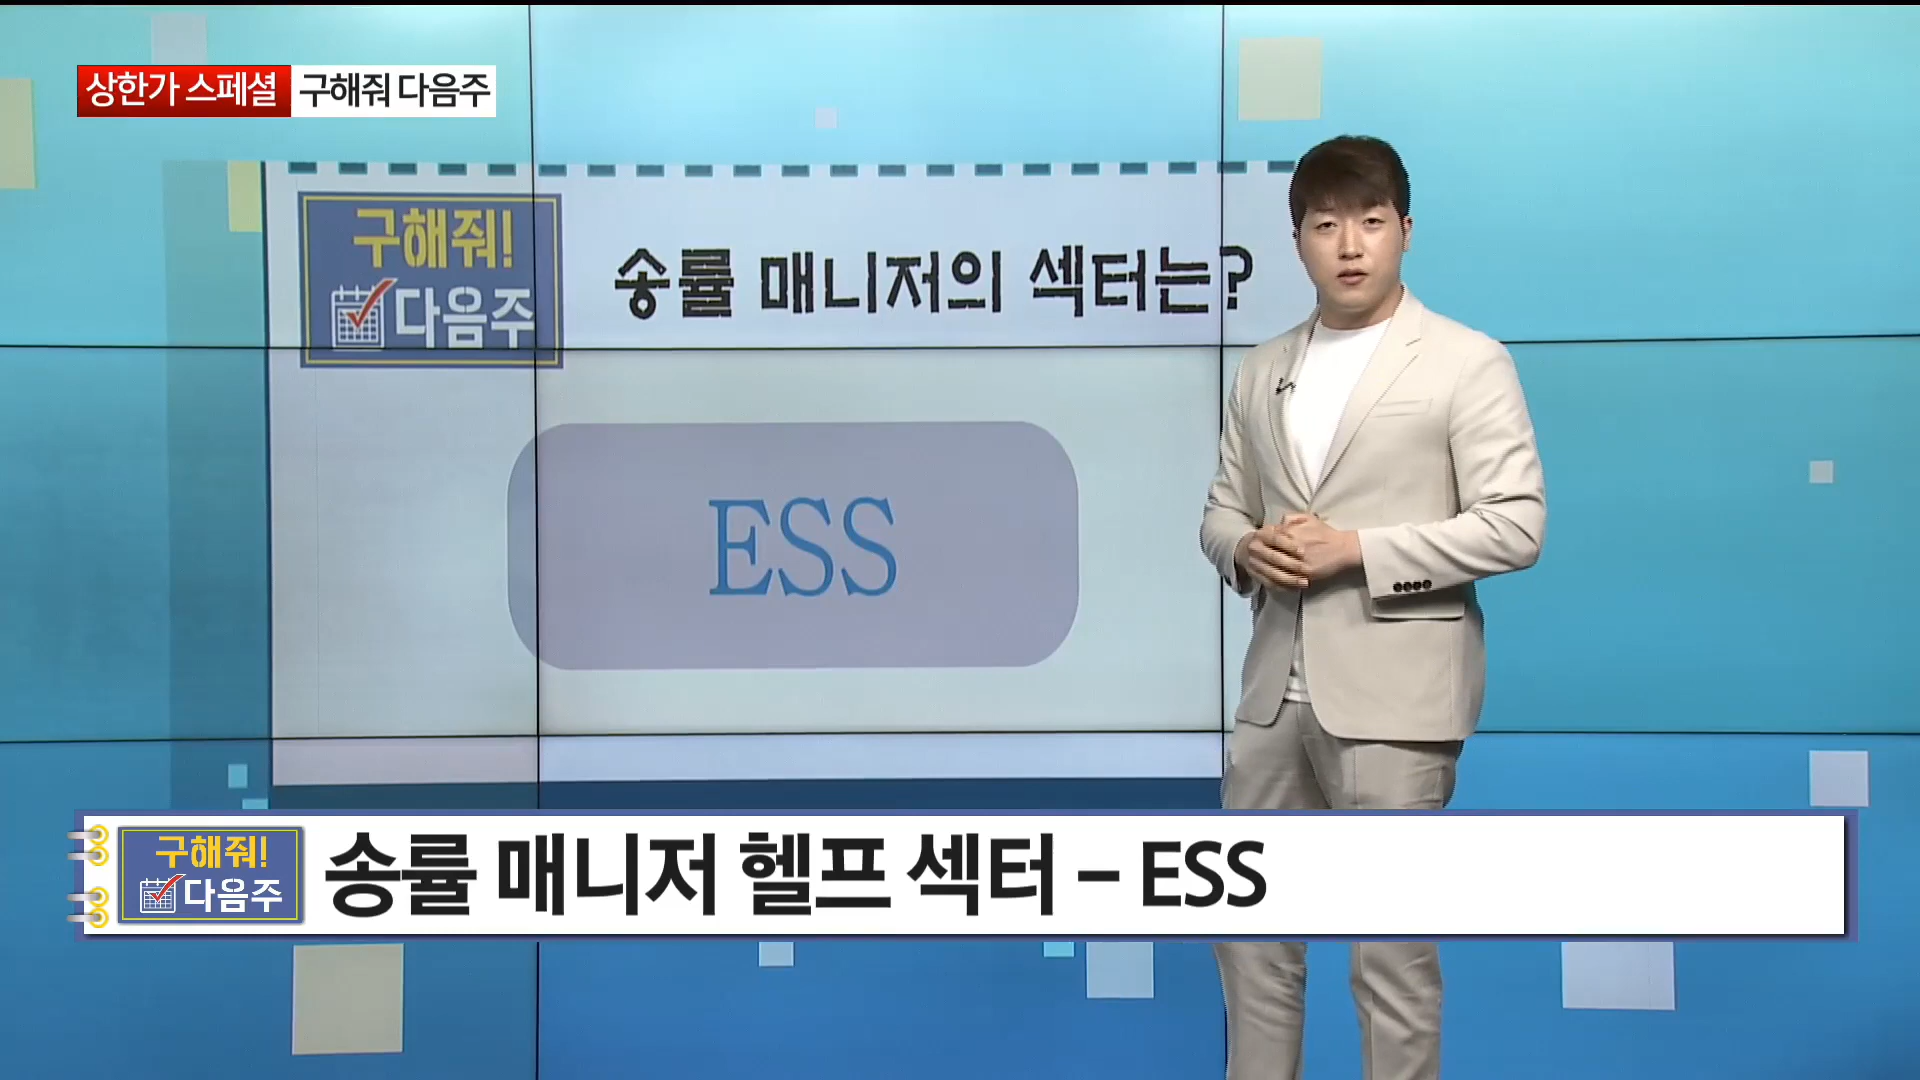 상한가 스페셜 구해줘 다음주
구해줘!
다음주
송률 매니저의 섹터는?
ESS
구해줘!
다음주
송률 매니저 헬프 섹터 – ESS